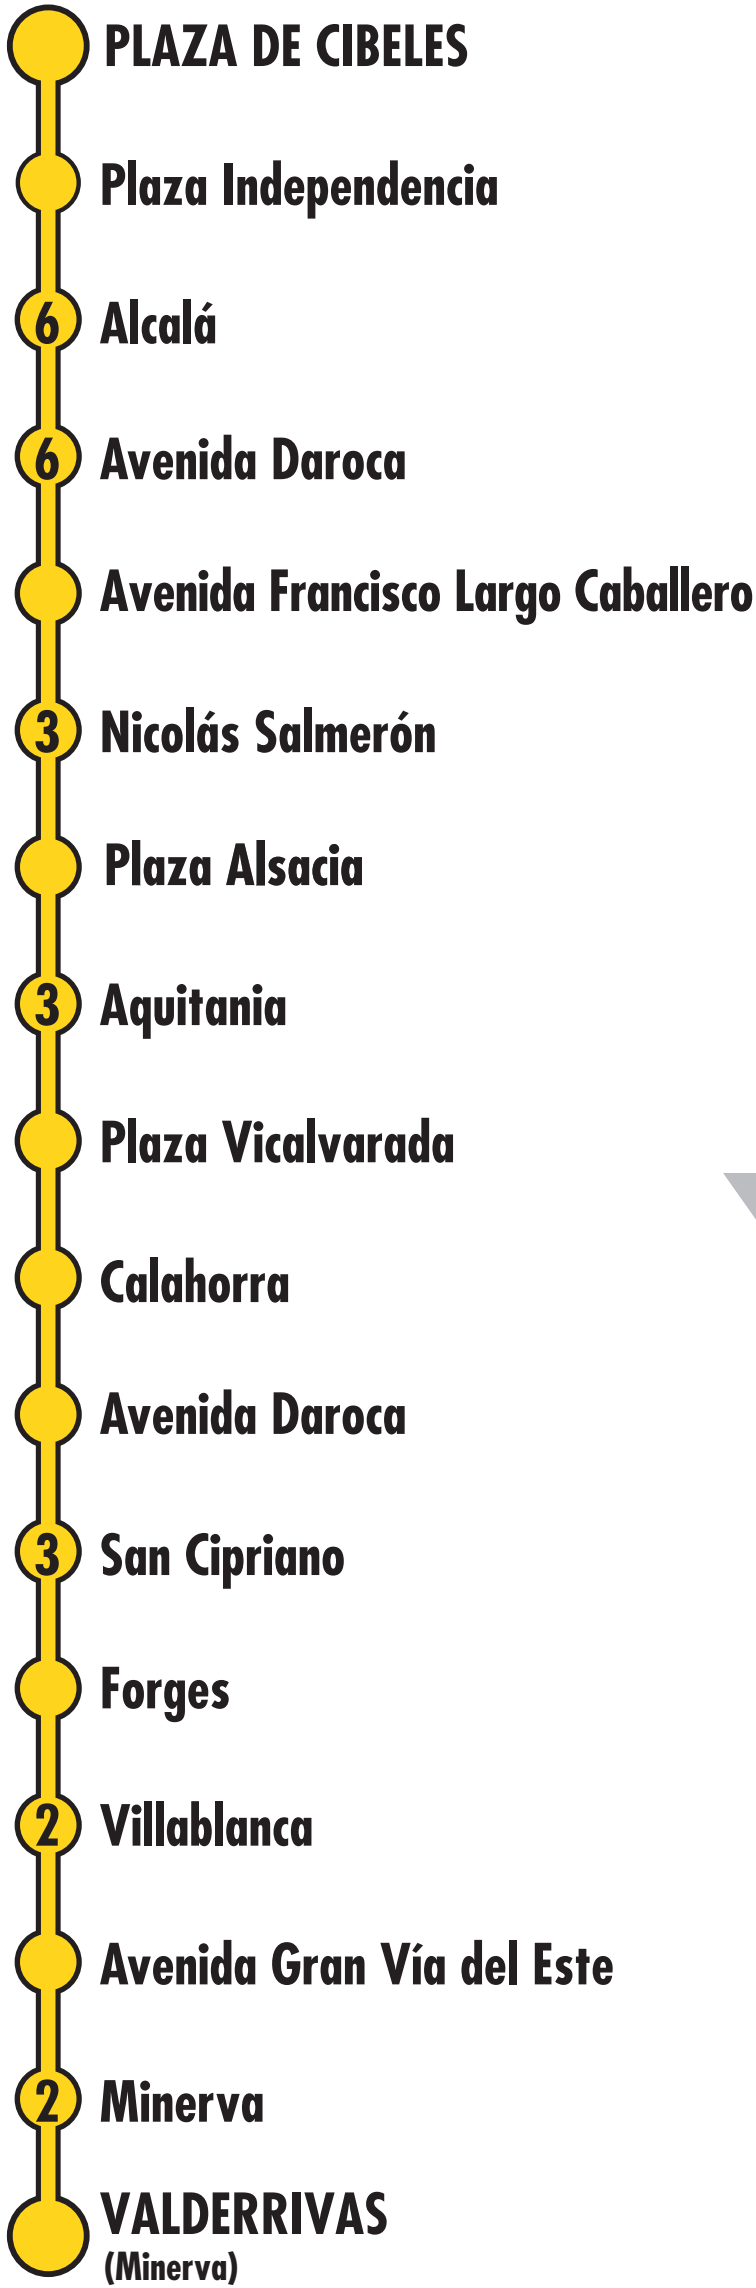 PLAZA DE CIBELES
Plaza Independencia
6 Alcalá
6 Avenida Daroca
Avenida Francisco Largo Caballero
3 Nicolás Salmerón
Plaza Alsacia
3 Aquitania
Plaza Vicalvarada
Calahorra
Avenida Daroca
3 San Cipriano
Forges
2 Villablanca
Avenida Gran Vía del Este
2 Minerva
VALDERRIVAS
(Minerva)